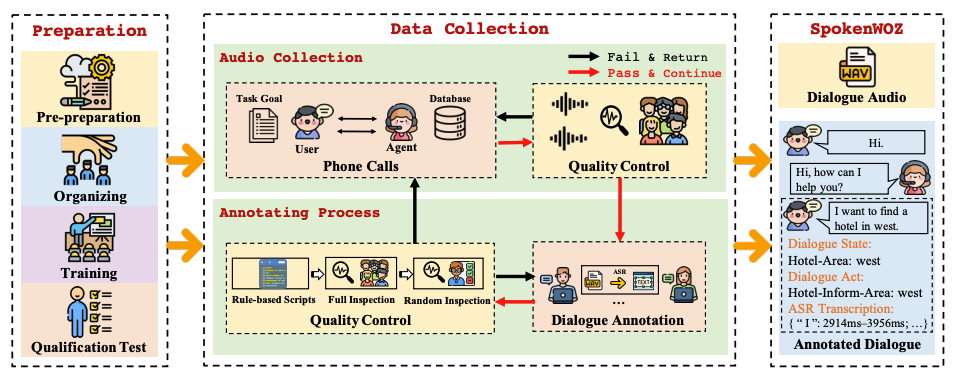 Preparation
Pre-preparation
Organizing
Training
Qualification Test
Data Collection
Audio Collection
Fail & Return
Pass & Continue
Task Goal
User
Agent
Database
Phone Calls
Quality Control
Annotating Process
Rule-based Scripts
Full Inspection
Random Inspection
Quality Control
WAV
ASR
TEXT
...
Dialogue Annotation
SpokenWOZ
WAV
Dialogue Audio
Hi.
Hi, how can I
help you?
I want to find a
hotel in west.
Dialogue State:
Hotel-Area: west
Dialogue Act:
Hotel-Inform-Area: west
ASR Transcription:
{ “ I ”: 2914ms–3956ms; …}
Annotated Dialogue